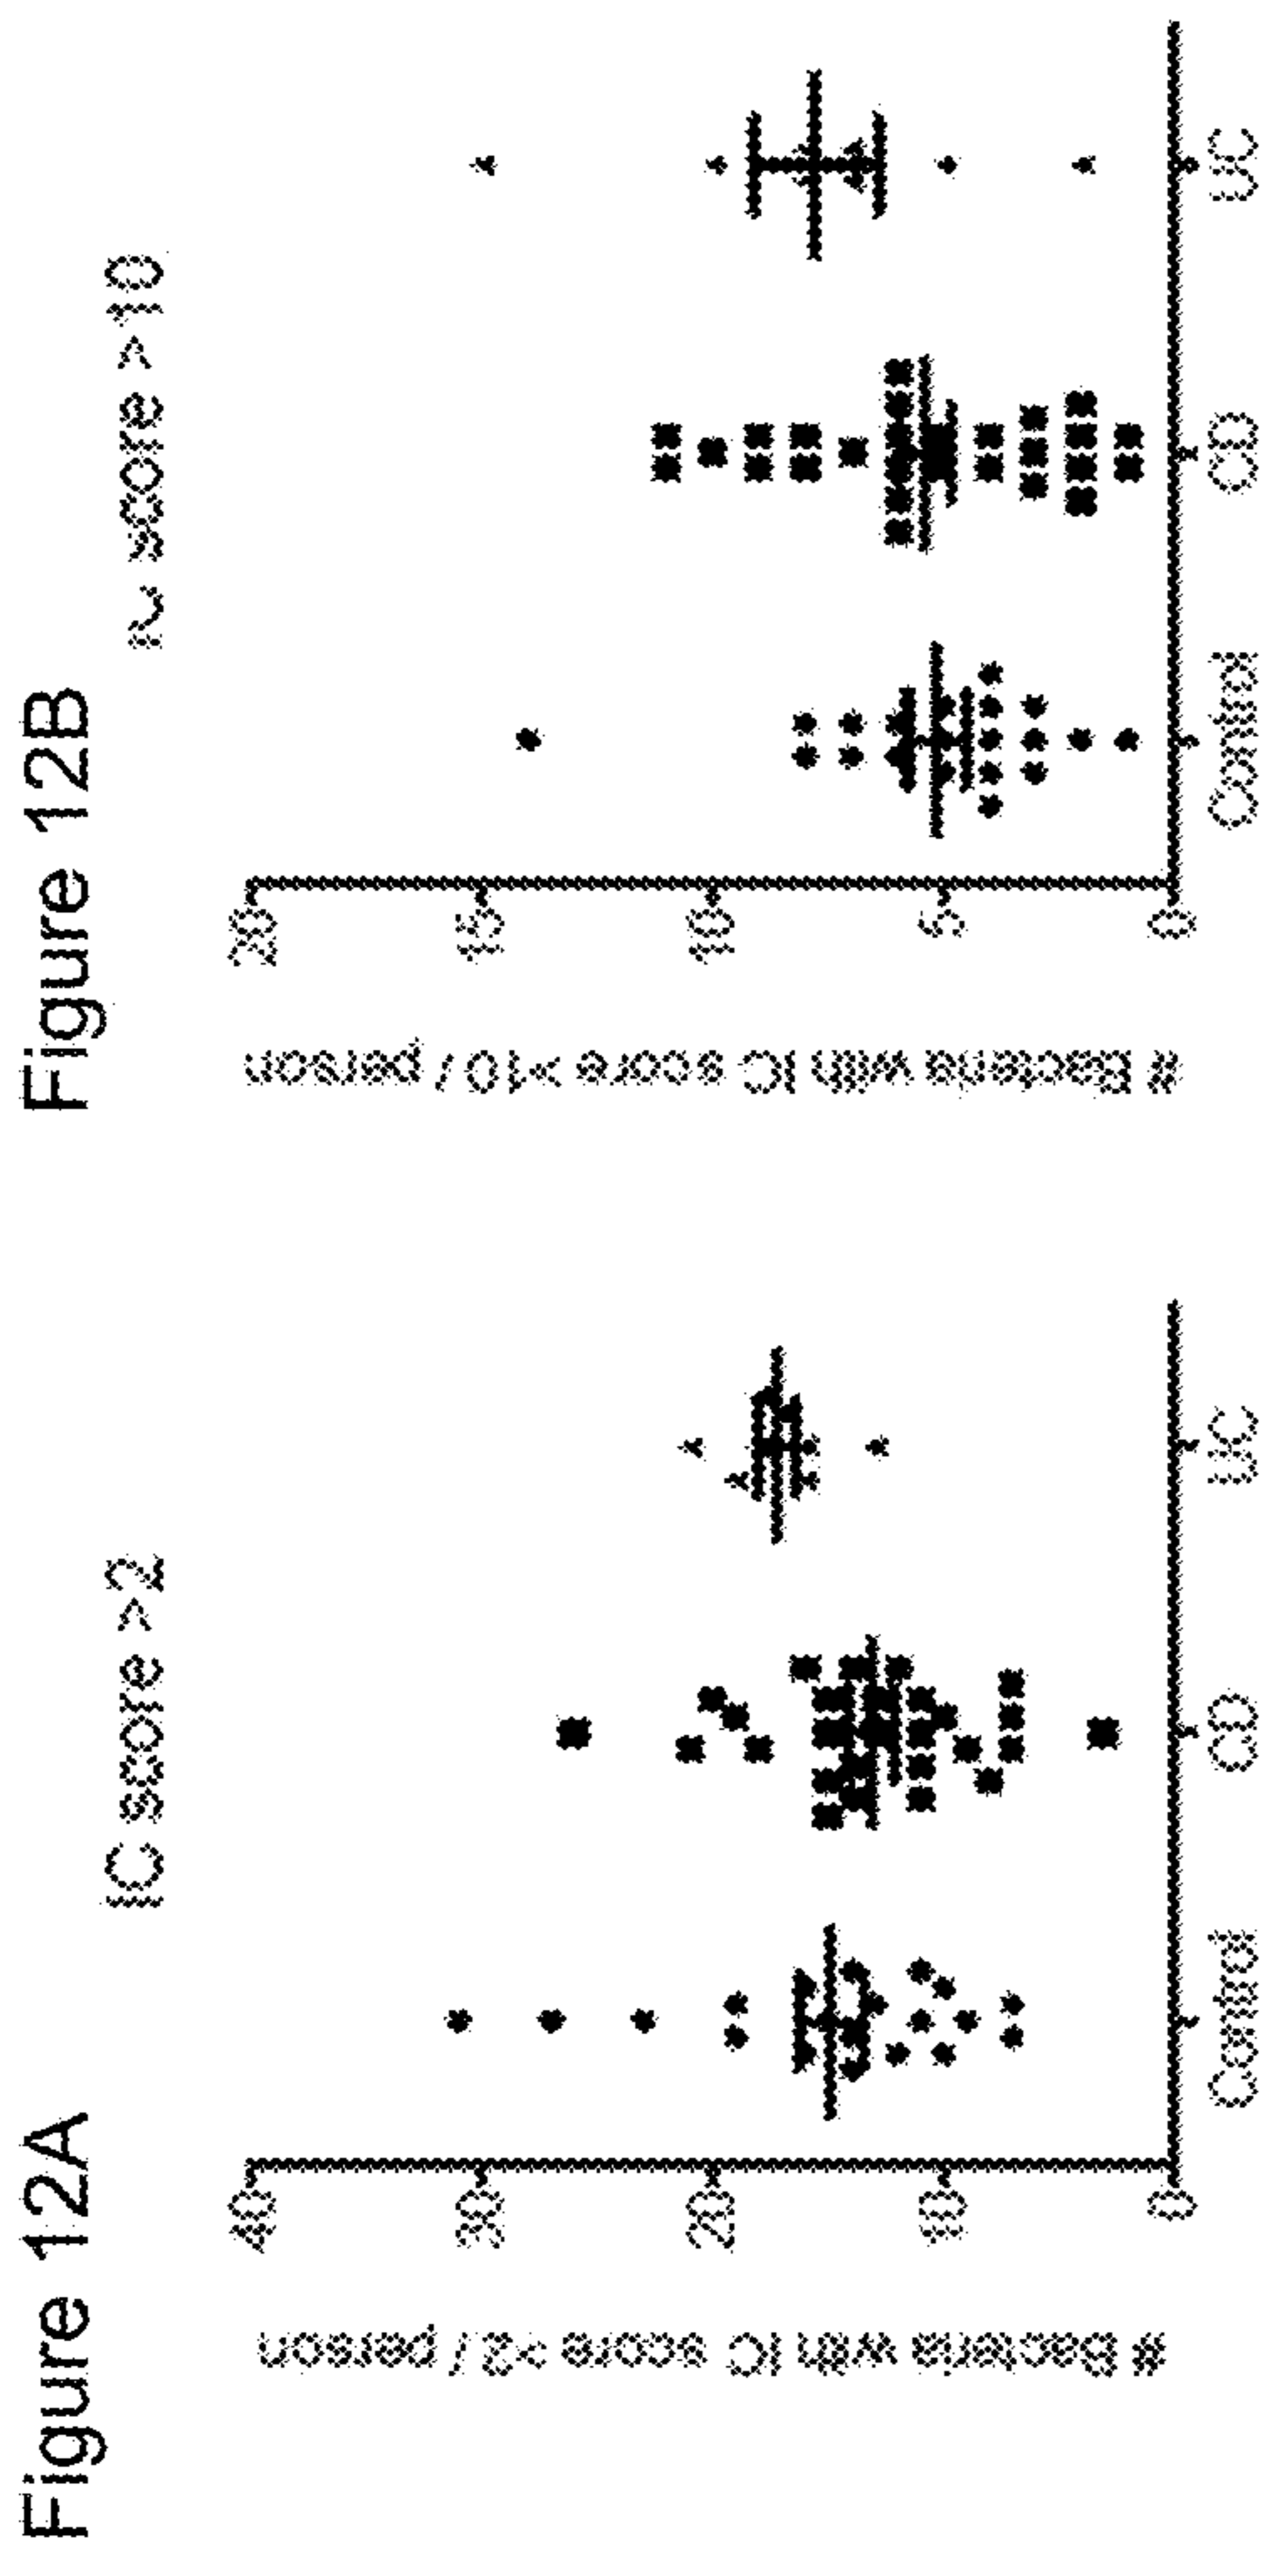 Figure 12A
IC score >2
# Bacteria with IC score >2 / person
40
30
20
10
0
Control
CD
UC
Figure 12B
IC score >10
# Bacteria with IC score >10 / person
20
15
10
5
0
Control
CD
UC